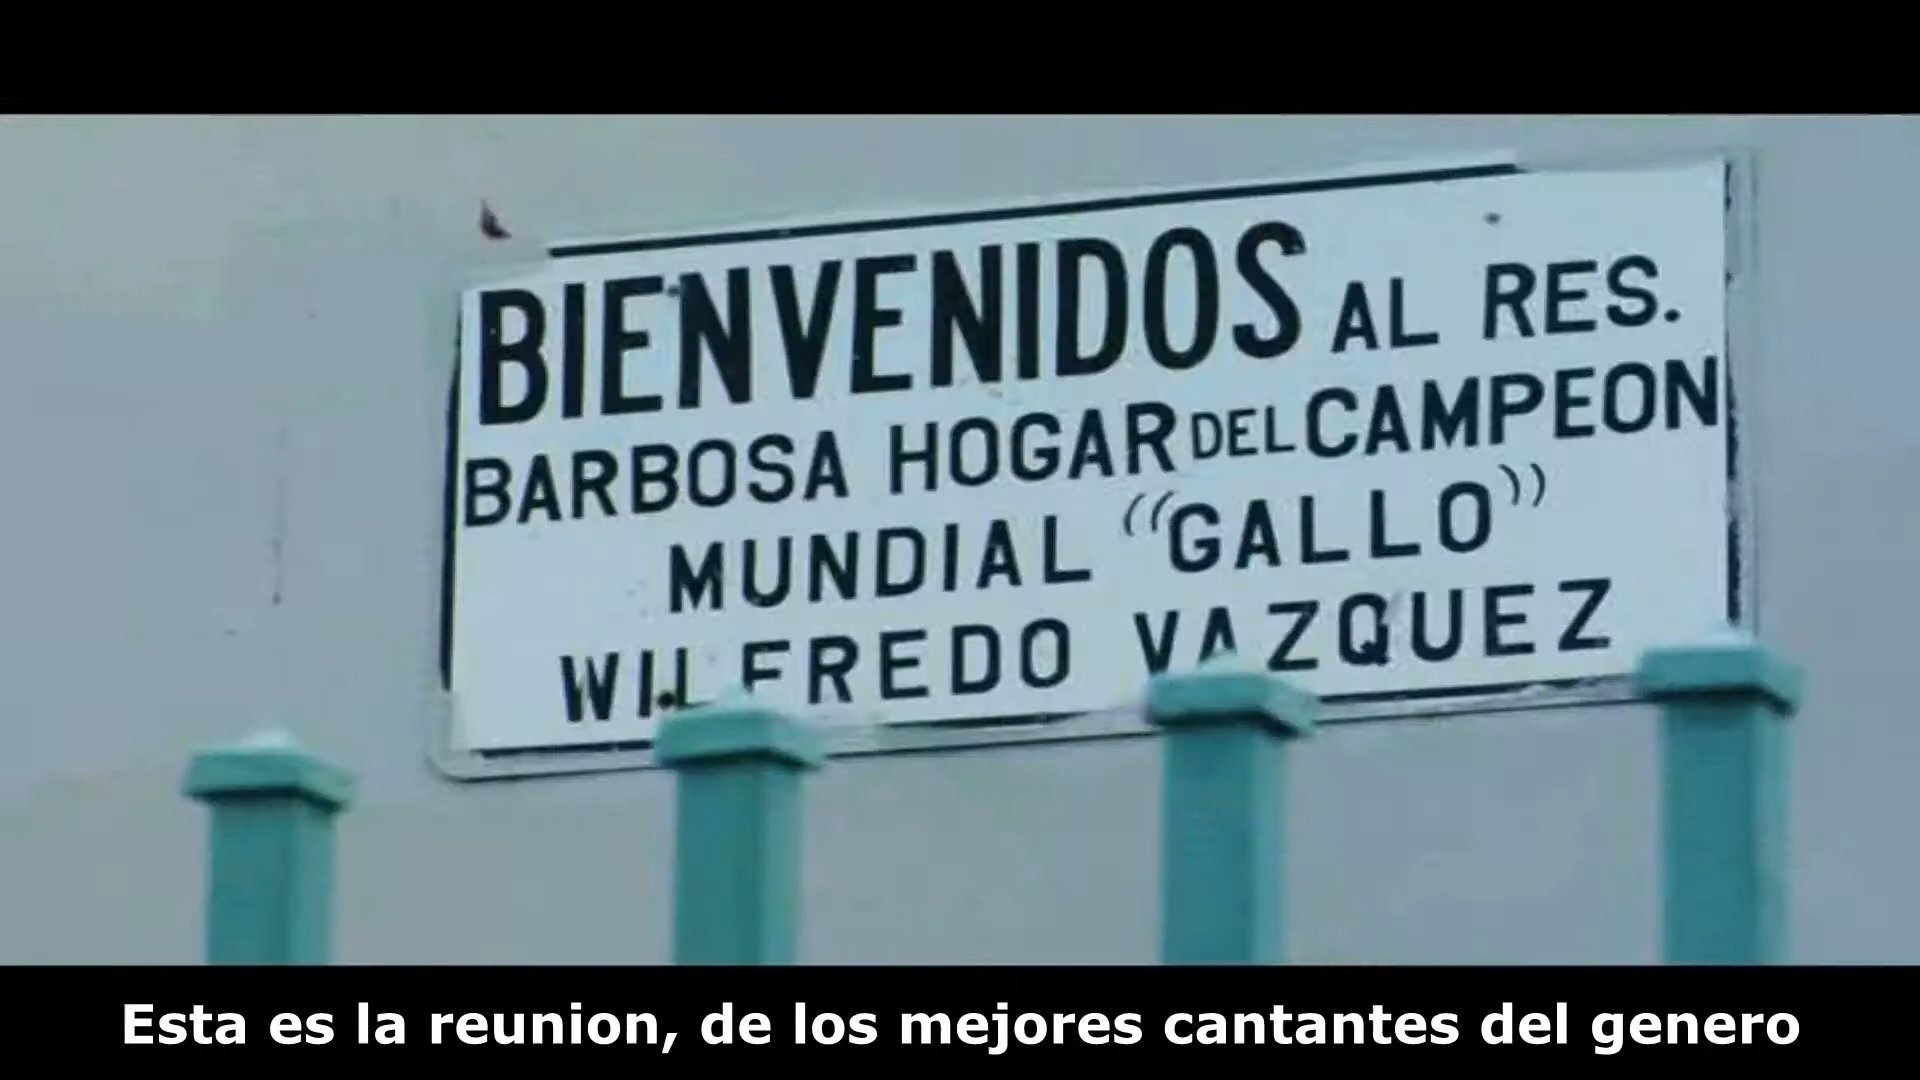 BIENVENIDOS AL RES.
BARBOSA HOGAR DEL CAMPEON
MUNDIAL "GALLO"
WILFREDO VAZQUEZ
Esta es la reunion, de los mejores cantantes del genero